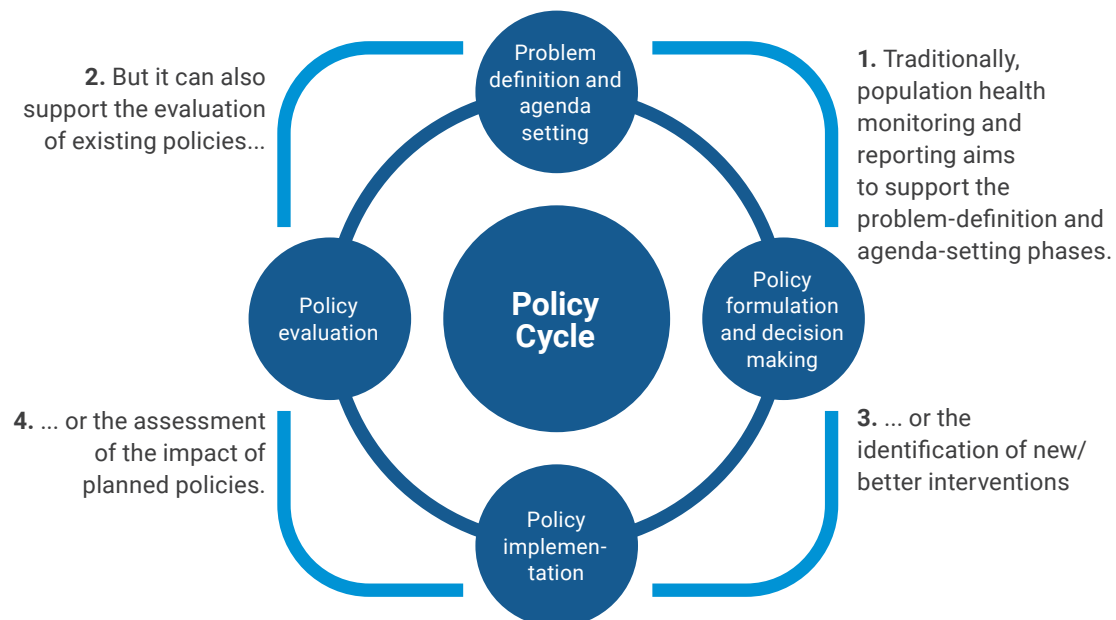 Problem
definition and
agenda
setting
1. Traditionally,
population health
monitoring and
reporting aims
to support the
problem-definition and
agenda-setting phases.
2. But it can also
support the evaluation
of existing policies...
Policy
evaluation
Policy
Cycle
Policy
formulation
and decision
making
4. ... or the assessment
of the impact of
planned policies.
3. ... or the
identification of new/
better interventions
Policy
implemen-
tation